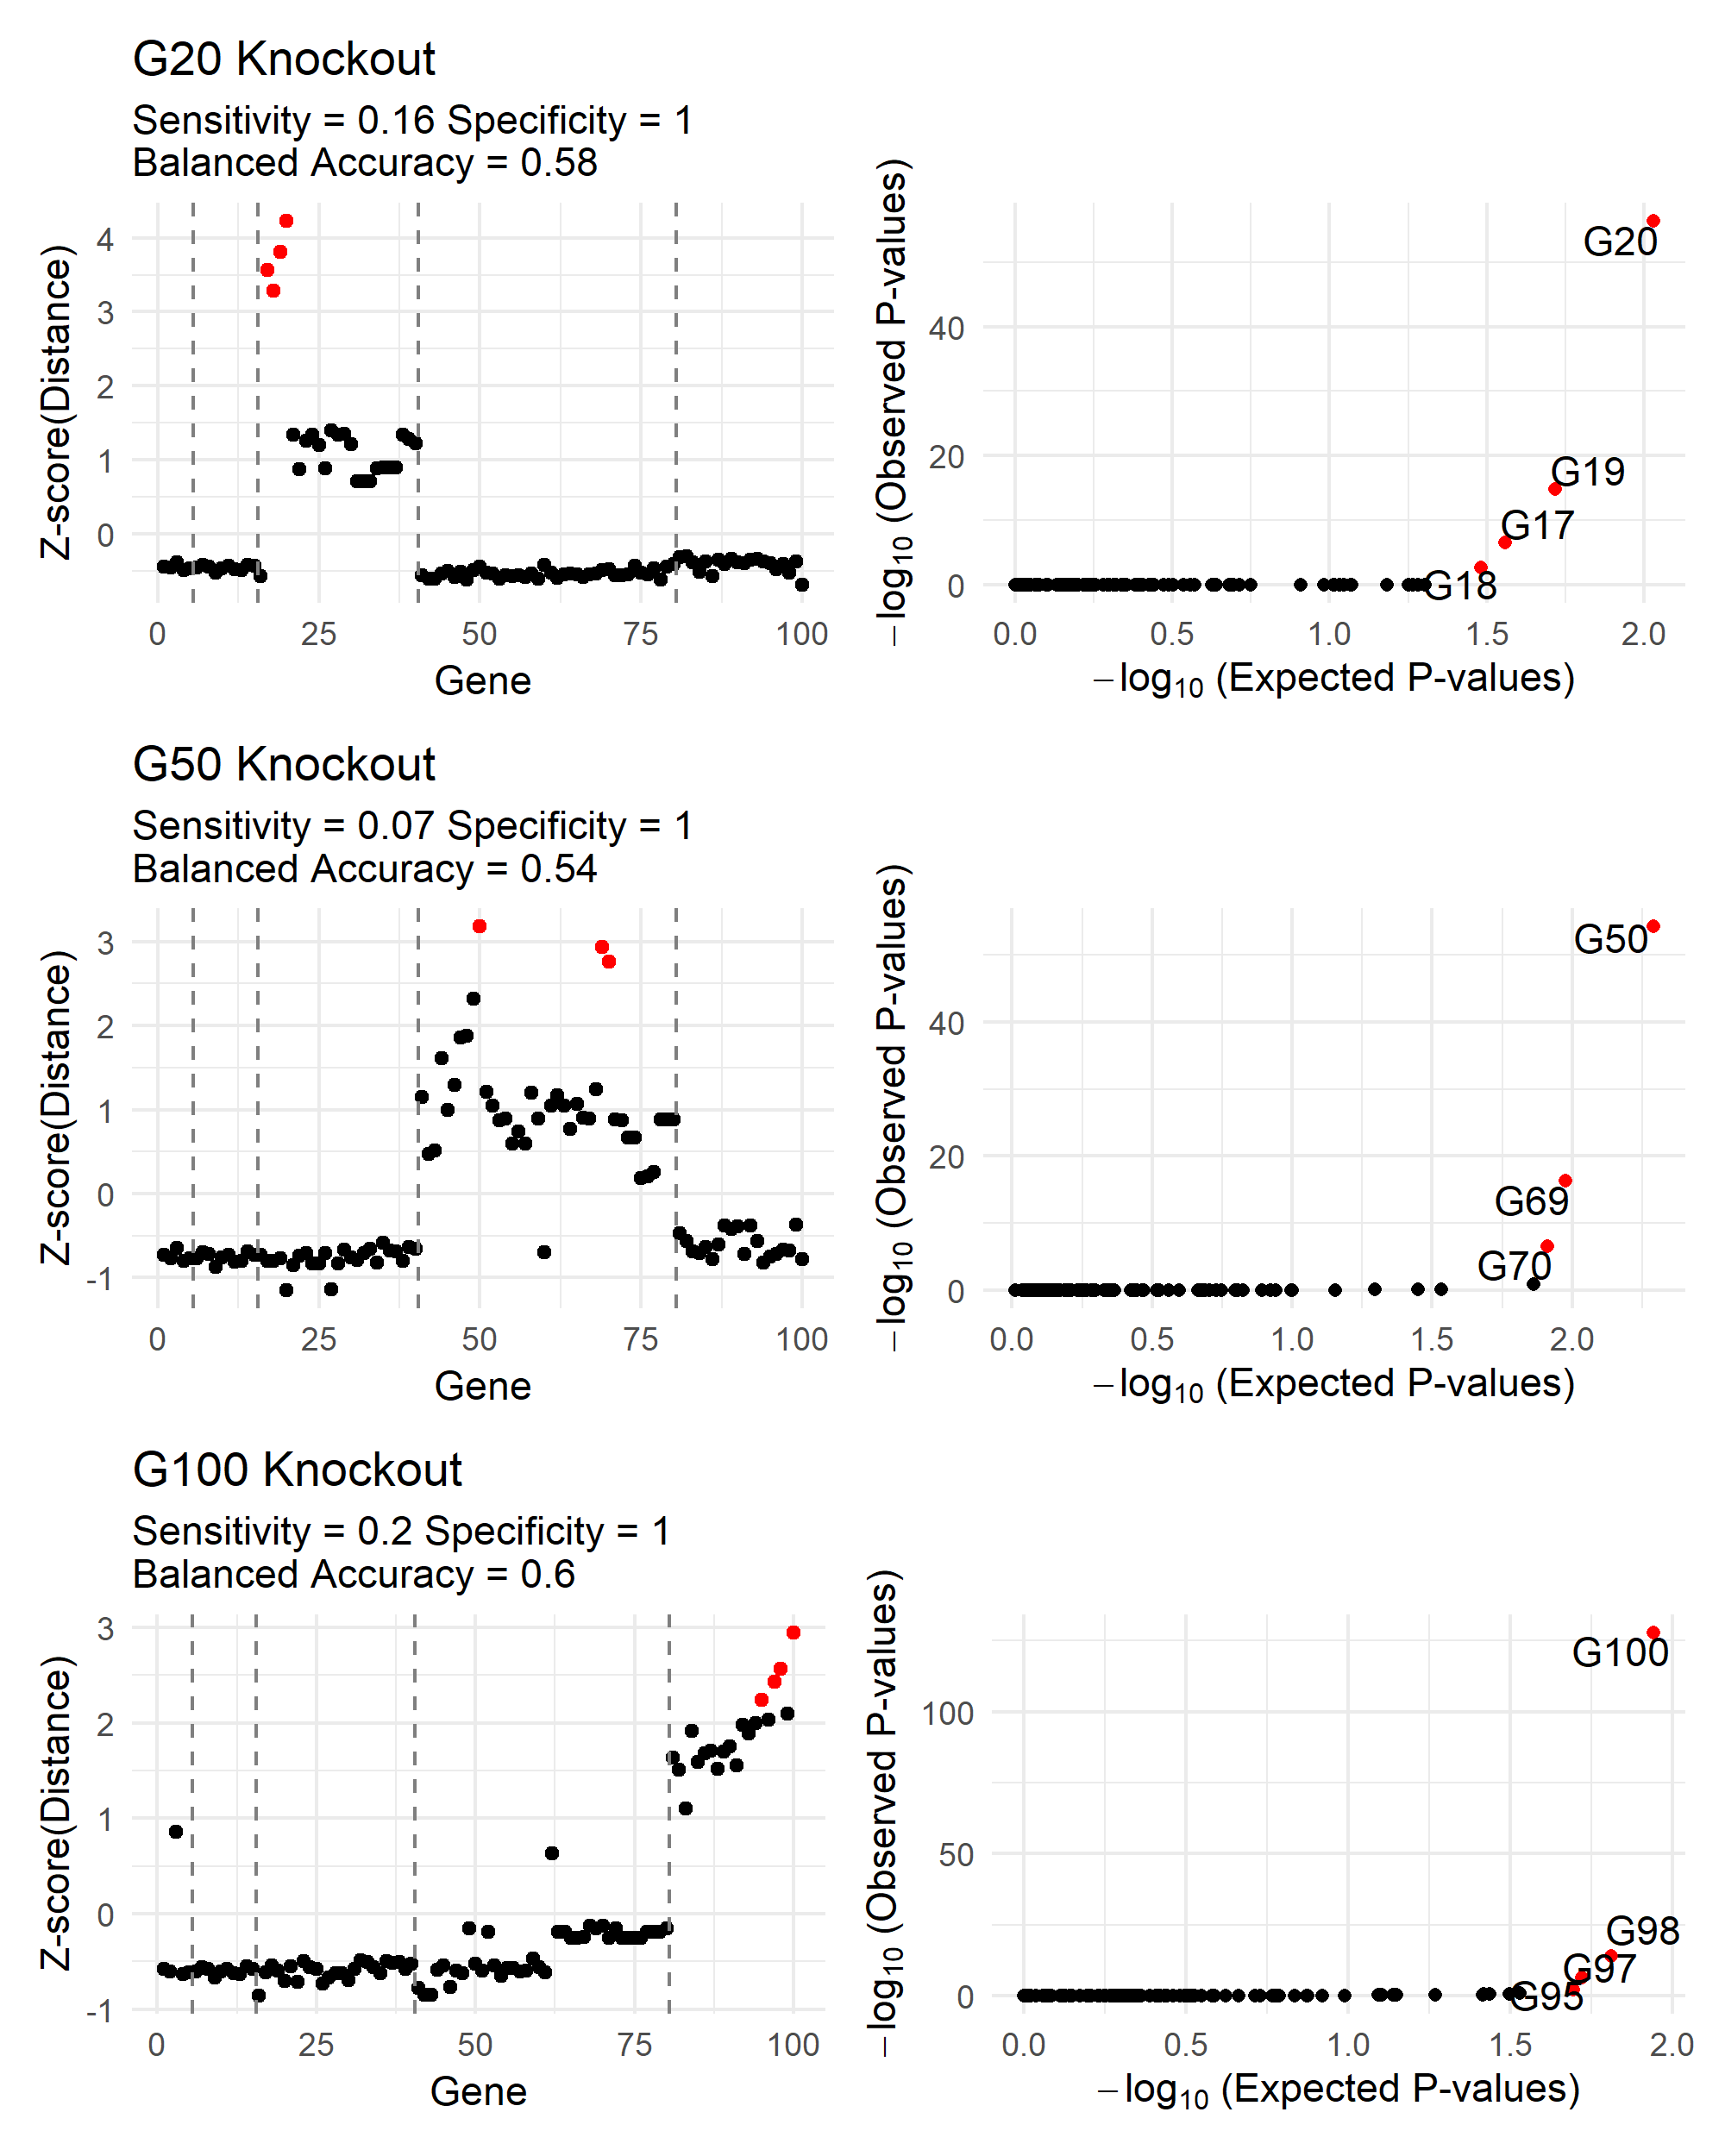 G20 Knockout
Sensitivity = 0.16 Specificity = 1
Balanced Accuracy = 0.58
Z-score(Distance)
4
3
2
1
0
0 25 50 75 100
Gene
−log10 (Observed P-values)
40
20
0
G20
G19
G17
G18
0.0 0.5 1.0 1.5 2.0
−log10 (Expected P-values)
G50 Knockout
Sensitivity = 0.07 Specificity = 1
Balanced Accuracy = 0.54
Z-score(Distance)
3
2
1
0
-1
0 25 50 75 100
Gene
−log10 (Observed P-values)
40
20
0
G50
G69
G70
0.0 0.5 1.0 1.5 2.0
−log10 (Expected P-values)
G100 Knockout
Sensitivity = 0.2 Specificity = 1
Balanced Accuracy = 0.6
Z-score(Distance)
3
2
1
0
-1
0 25 50 75 100
Gene
−log10 (Observed P-values)
100
50
0
G100
G98
G97
G95
0.0 0.5 1.0 1.5 2.0
−log10 (Expected P-values)